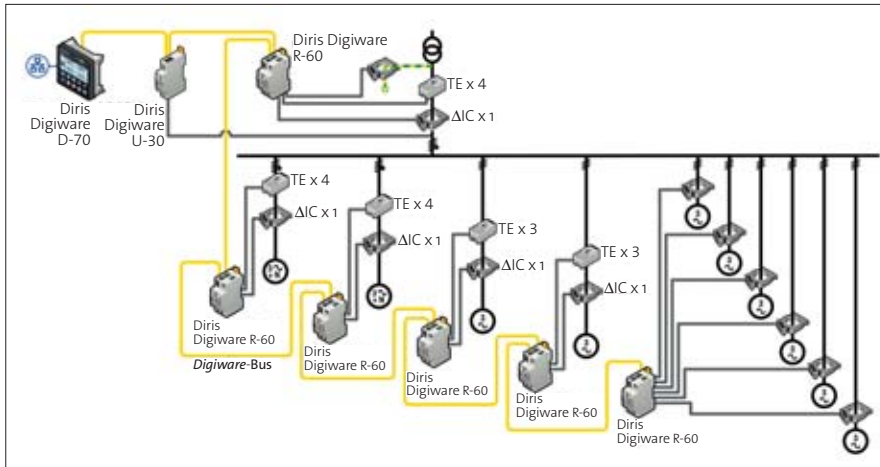 Diris Digiware
R-60
TE x 4
ΔIC x 1
Diris
Digiware
D-70
Diris
Digiware
U-30
TE x 4
ΔIC x 1
TE x 4
ΔIC x 1
TE x 3
ΔIC x 1
TE x 3
ΔIC x 1
Diris
Digiware R-60
Digiware-Bus
Diris
Digiware R-60
Diris
Digiware R-60
Diris
Digiware R-60
Diris
Digiware R-60